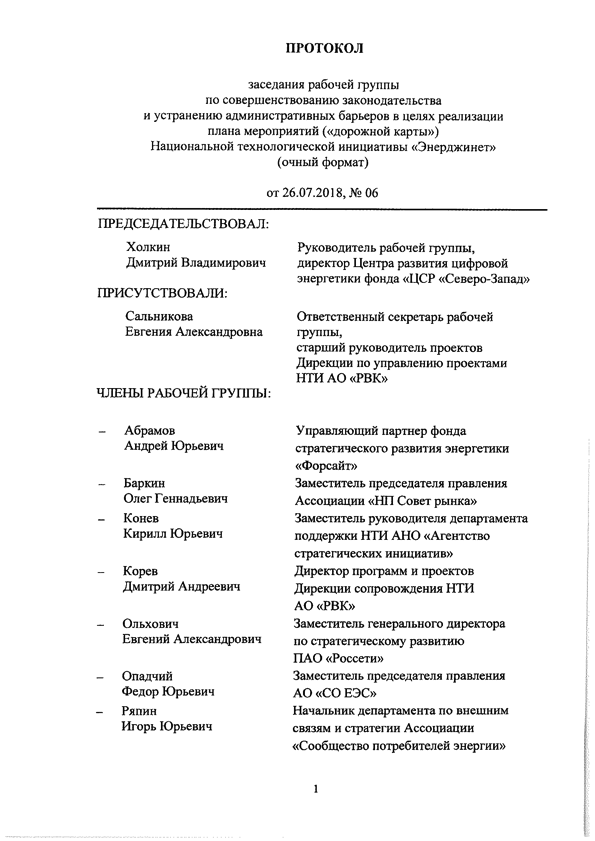 ПРОТОКОЛ
заседания рабочей группы
по совершенствованию законодательства
и устранению административных барьеров в целях реализации
плана мероприятий («дорожной карты»)
Национальной технологической инициативы «Энерджинет»
(очный формат)
от 26.07.2018, № 06
ПРЕДСЕДАТЕЛЬСТВОВАЛ:
Холкин Руководитель рабочей группы,
Дмитрий Владимирович директор Центра развития цифровой
энергетики фонда «ЦСР «Северо-Запад»
ПРИСУТСТВОВАЛИ:
Сальникова Ответственный секретарь рабочей
Евгения Александровна группы,
старший руководитель проектов
Дирекции по управлению проектами
НТИ АО «РВК»
ЧЛЕНЫ РАБОЧЕЙ ГРУППЫ:
– Абрамов Управляющий партнер фонда
Андрей Юрьевич стратегического развития энергетики
«Форсайт»
– Баркин Заместитель председателя правления
Олег Геннадьевич Ассоциации «НП Совет рынка»
– Конев Заместитель руководителя департамента
Кирилл Юрьевич поддержки НТИ АНО «Агентство
стратегических инициатив»
– Корев Директор программ и проектов
Дмитрий Андреевич Дирекции сопровождения НТИ
АО «РВК»
– Ольхович Заместитель генерального директора
Евгений Александрович по стратегическому развитию
ПАО «Россети»
– Опадчий Заместитель председателя правления
Федор Юрьевич АО «СО ЕЭС»
– Ряпин Начальник департамента по внешним
Игорь Юрьевич связям и стратегии Ассоциации
«Сообщество потребителей энергии»
1